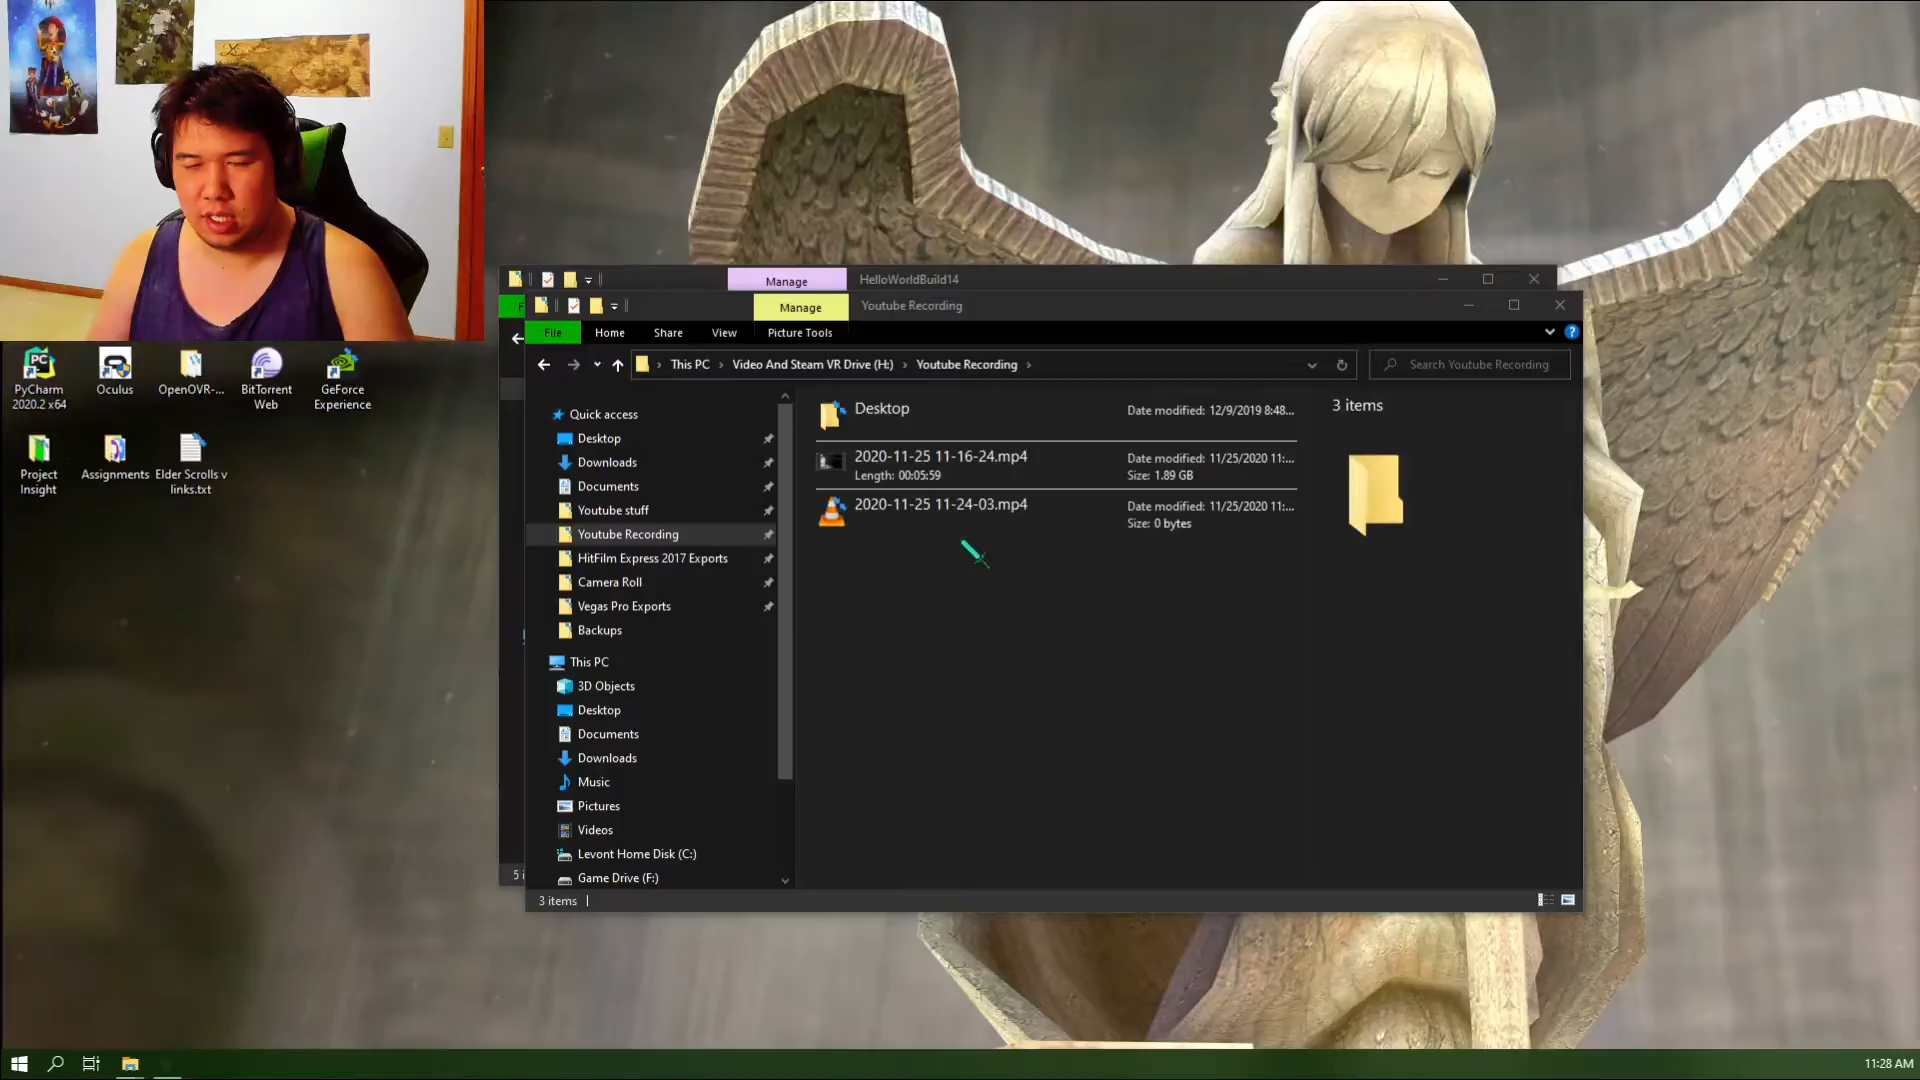 Manage
HelloWorldBuild14
Manage
Youtube Recording
File
Home
Share
View
Picture Tools
This PC
Video And Steam VR Drive (H:)
Youtube Recording
Search Youtube Recording
PyCharm
2020.2 x64
Oculus
OpenOVR-...
BitTorrent
Web
GeForce
Experience
Project
Insight
Assignments
Elder Scrolls v
links.txt
Quick access
Desktop
Downloads
Documents
Youtube stuff
Youtube Recording
HitFilm Express 2017 Exports
Camera Roll
Vegas Pro Exports
Backups
This PC
3D Objects
Desktop
Documents
Downloads
Music
Pictures
Videos
Levont Home Disk (C:)
Game Drive (F:)
Desktop
Date modified: 12/9/2019 8:48...
2020-11-25 11-16-24.mp4
Length: 00:05:59
Date modified: 11/25/2020 11:...
Size: 1.89 GB
2020-11-25 11-24-03.mp4
Date modified: 11/25/2020 11:...
Size: 0 bytes
3 items
5 i
3 items
11:28 AM